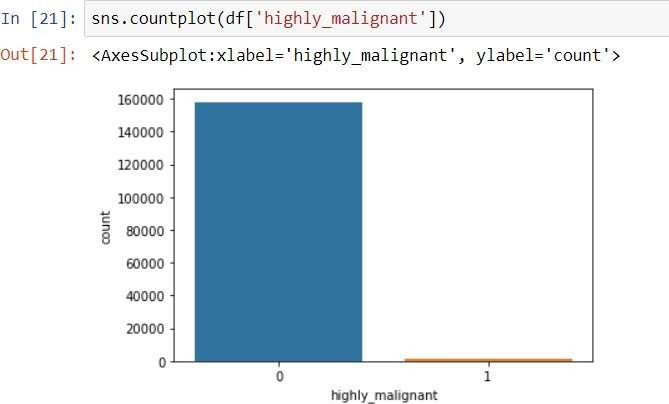 In [21]: sns.countplot(df['highly_malignant'])
Out[21]: <AxesSubplot:xlabel='highly_malignant', ylabel='count'>
160000
140000
120000
100000
80000
60000
40000
20000
0
count
0 1
highly_malignant